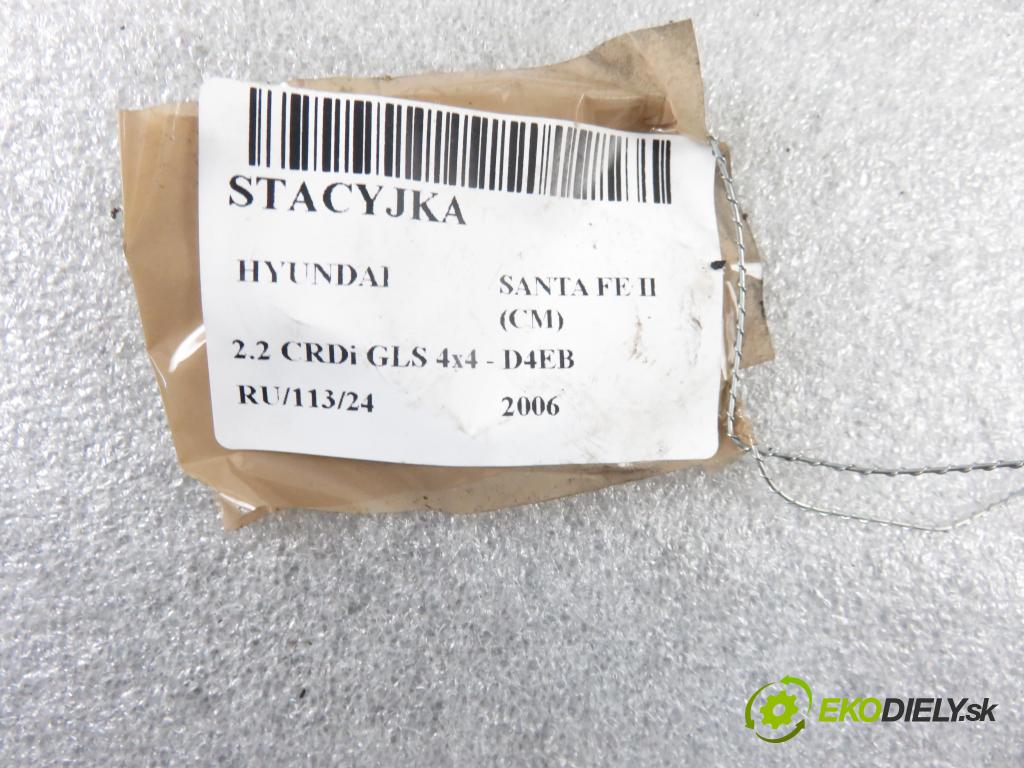 STACYJKA
HYUNDAI SANTA FE II
(CM)
2.2 CRDi GLS 4x4 - D4EB
RU/113/24 2006
EKODIELY.sk